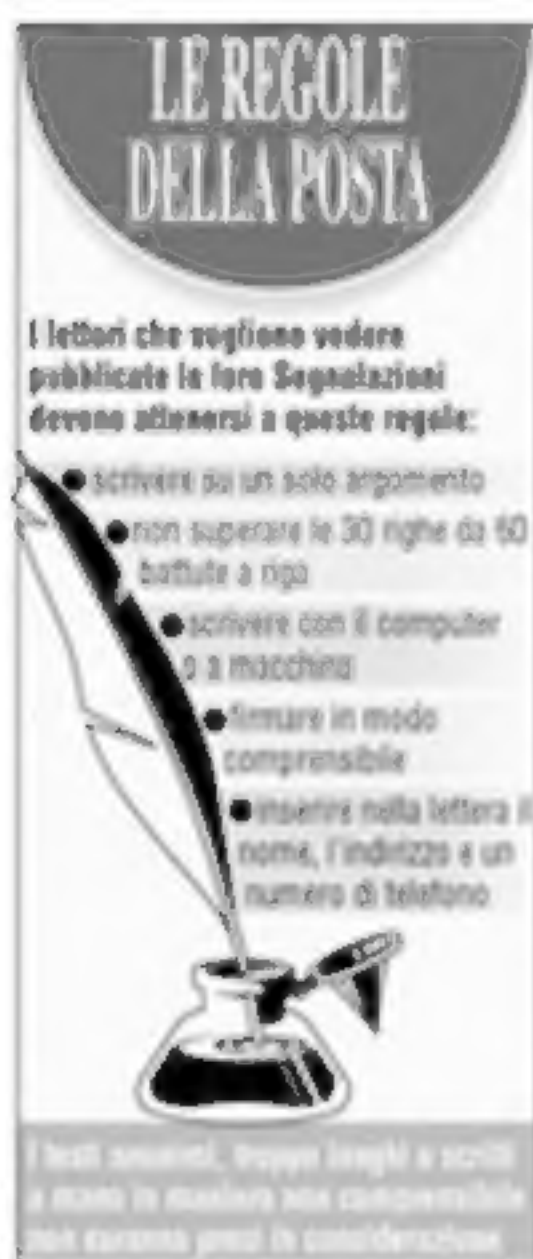 LE REGOLE
DELLA POSTA
I lettori che vogliono vedere
pubblicate le loro Segnalazioni
devono attenersi a queste regole:
scrivere su un solo argomento
non superare le 30 righe da 60
battute a riga
scrivere con il computer
o a macchina
firmare in modo
comprensibile
inserire nella lettera il
nome, l'indirizzo e un
numero di telefono
I testi anonimi, troppo lunghi o scritti
a mano in maniera non comprensibile
non saranno presi in considerazione